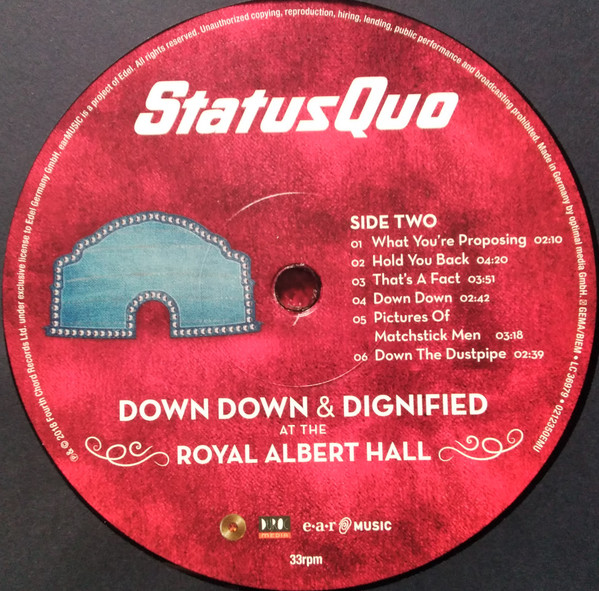 ℗ & © 2018 Fourth Chord Records Ltd. under exclusive license to Edel Germany GmbH. earMUSIC is a project of Edel. All rights reserved. Unauthorized copying, reproduction, hiring, lending, public performance and broadcasting prohibited. Made in Germany by optimal media GmbH. GEMA/BIEM • LC36979 • 0212359EMU
StatusQuo
SIDE TWO
01 What You're Proposing 02:10
02 Hold You Back 04:20
03 That's A Fact 03:51
04 Down Down 02:42
05 Pictures Of
Matchstick Men 03:18
06 Down The Dustpipe 02:39
DOWN DOWN & DIGNIFIED
AT THE
ROYAL ALBERT HALL
MEDIA
e•a•r MUSIC
33rpm